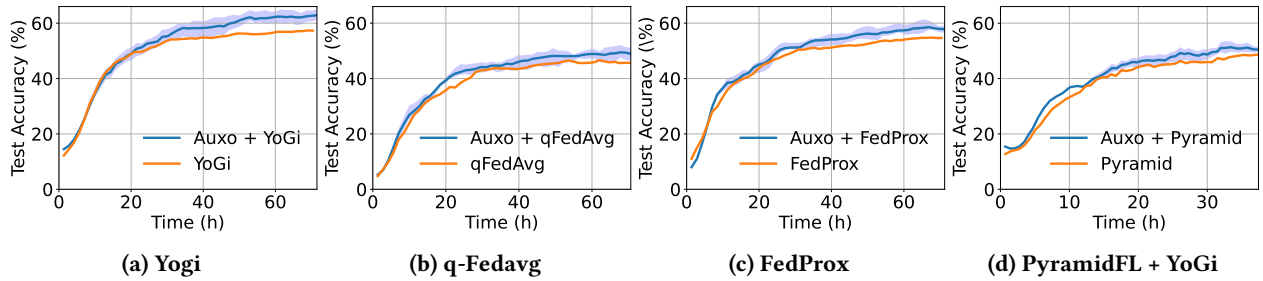 Test Accuracy (%)
60
40
20
0
Auxo + YoGi
YoGi
0 20 40 60
Time (h)
(a) Yogi
Test Accuracy (%)
60
40
20
0
Auxo + qFedAvg
qFedAvg
0 20 40 60
Time (h)
(b) q-Fedavg
Test Accuracy (\%)
60
40
20
0
Auxo + FedProx
FedProx
0 20 40 60
Time (h)
(c) FedProx
Test Accuracy (%)
60
40
20
0
Auxo + Pyramid
Pyramid
0 10 20 30
Time (h)
(d) PyramidFL + YoGi